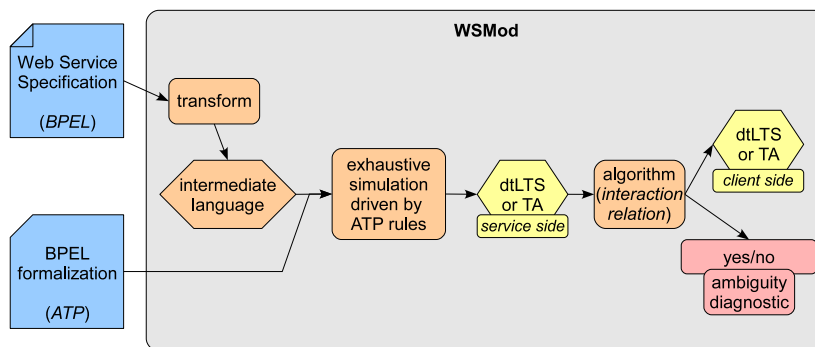 WSMod
Web Service
Specification
(BPEL)
transform
intermediate
language
BPEL
formalization
(ATP)
exhaustive
simulation
driven by
ATP rules
dtLTS
or TA
service side
algorithm
(interaction
relation)
dtLTS
or TA
client side
yes/no
ambiguity
diagnostic